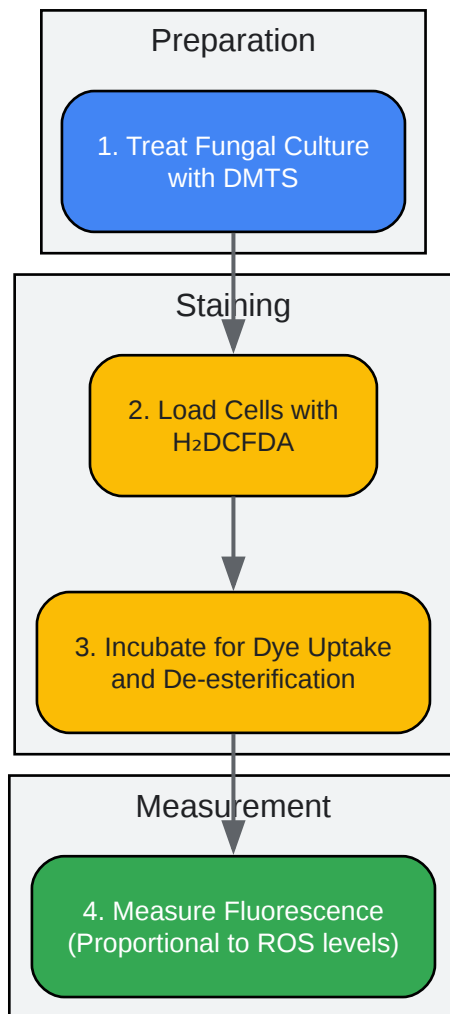 Preparation
1. Treat Fungal Culture
with DMTS
Staining
2. Load Cells with
H₂DCFDA
3. Incubate for Dye Uptake
and De-esterification
Measurement
4. Measure Fluorescence
(Proportional to ROS levels)